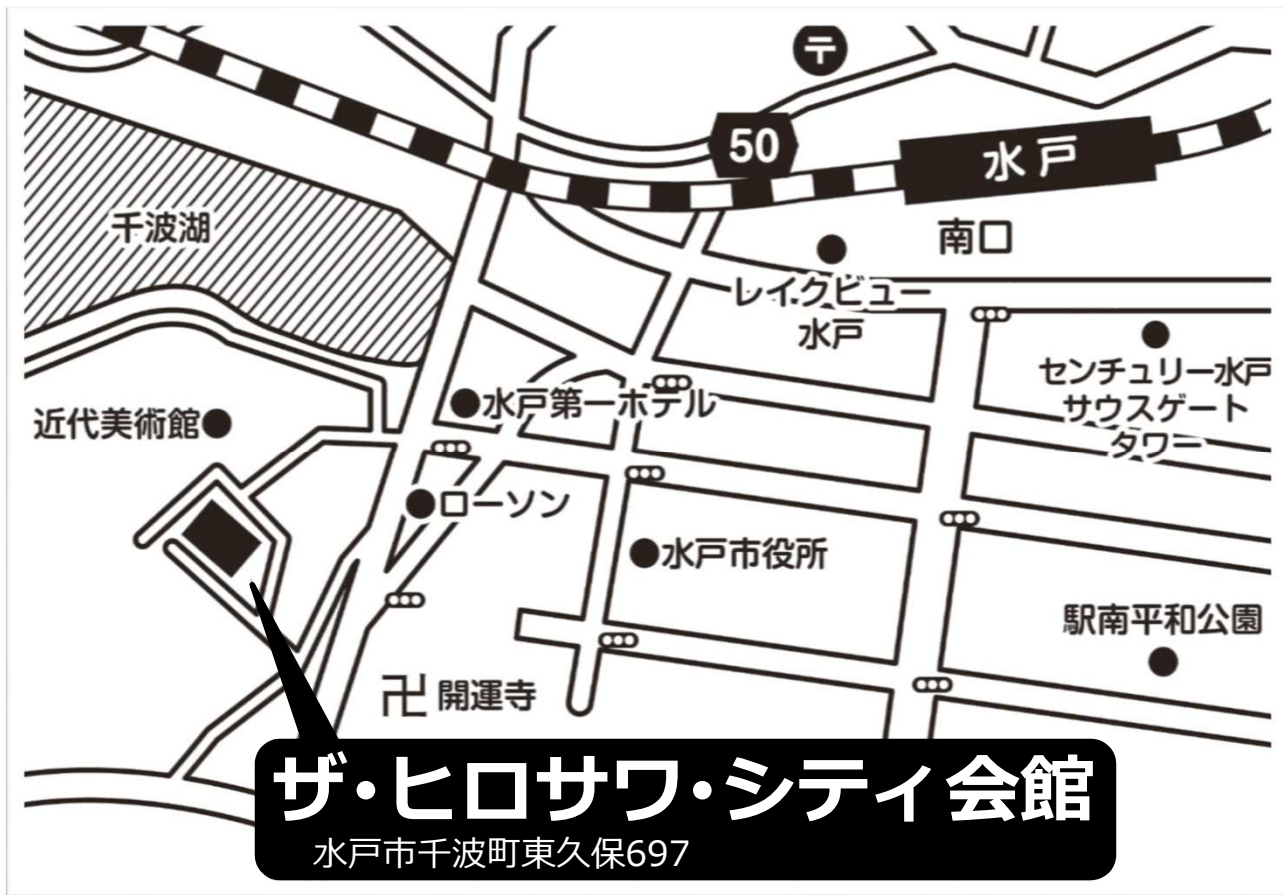 〒
50
水戸
千波湖
南口
レイクビュー
水戸
センチュリー水戸
サウスゲート
タワー
水戸第一ホテル
近代美術館
ローソン
水戸市役所
駅南平和公園
卍 開運寺
ザ・ヒロサワ・シティ会館
水戸市千波町東久保697